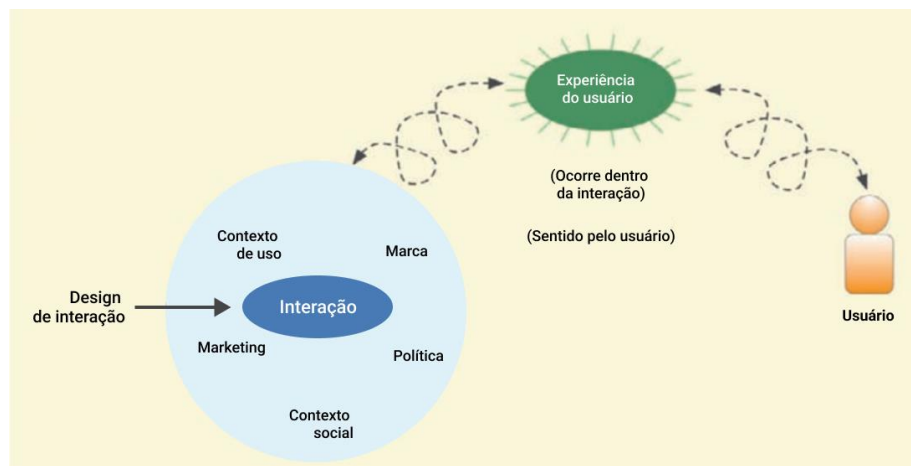 Experiência
do usuário
(Ocorre dentro
da interação)
(Sentido pelo usuário)
Usuário
Contexto
de uso
Marca
Design
de interação
Interação
Marketing
Política
Contexto
social